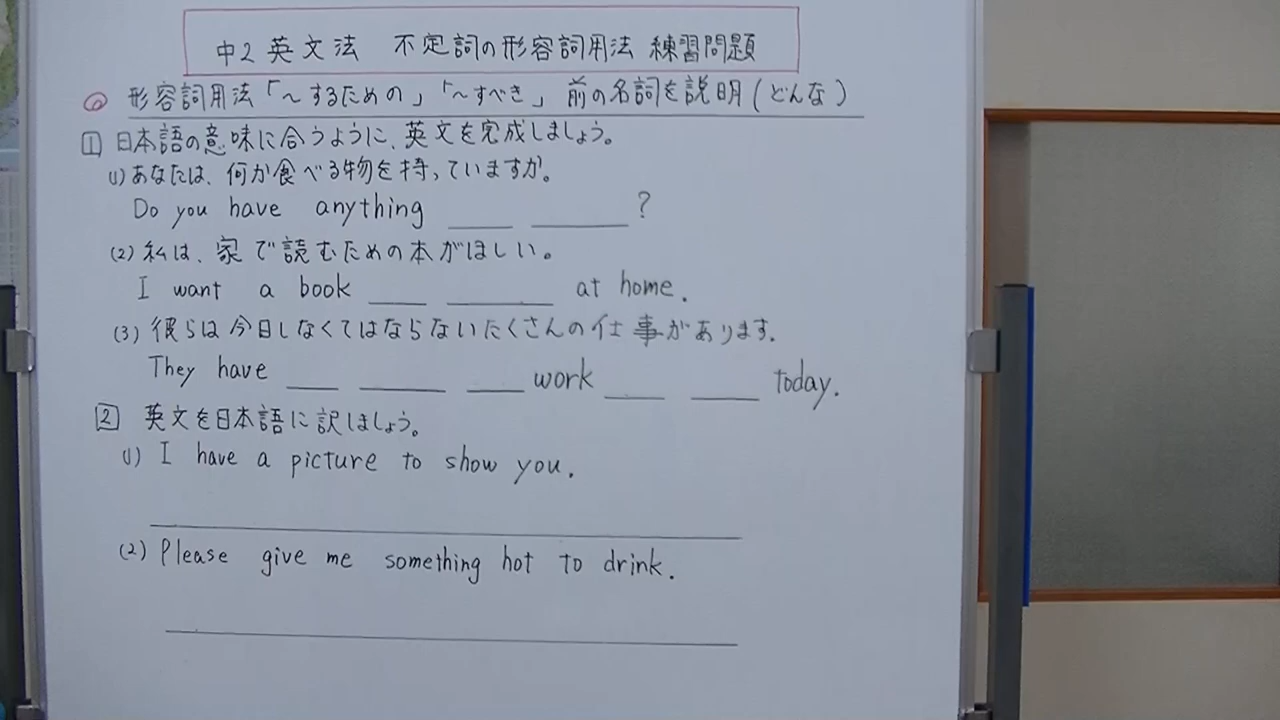 中2英文法 不定詞の形容詞用法 練習問題
◎ 形容詞用法「〜するための」「〜すべき」 前の名詞を説明(どんな)
1 日本語の意味に合うように、英文を完成しましょう。
(1) あなたは、何か食べる物を持っていますか。
Do you have anything ____ ______?
(2) 私は、家で読むための本がほしい。
I want a book ____ ______ at home.
(3) 彼らは今日しなくてはならないたくさんの仕事があります。
They have ____ ______ ____ work ____ ____ today.
2 英文を日本語に訳しましょう。
(1) I have a picture to show you.
(2) Please give me something hot to drink.